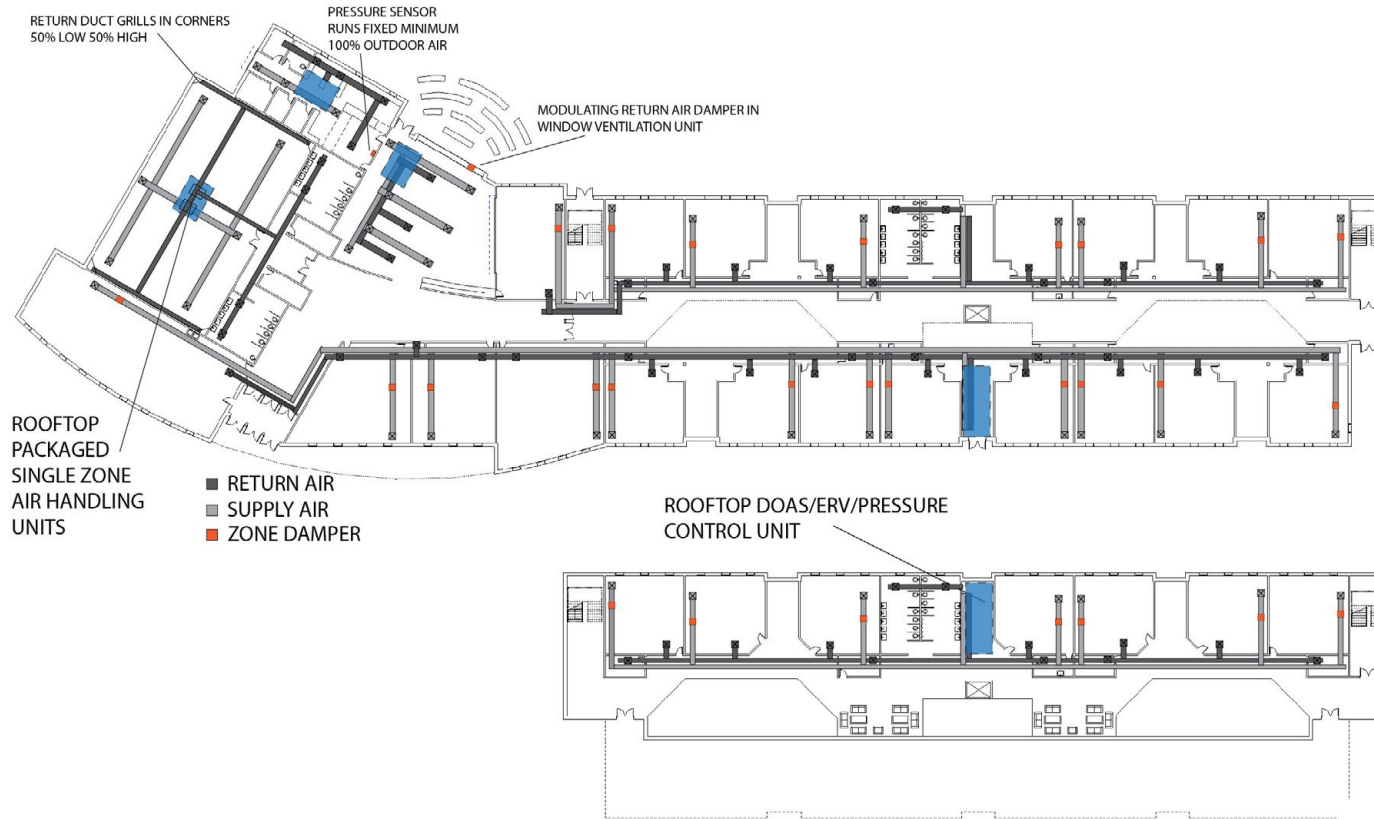 RETURN DUCT GRILLS IN CORNERS
50% LOW 50% HIGH
PRESSURE SENSOR
RUNS FIXED MINIMUM
100% OUTDOOR AIR
MODULATING RETURN AIR DAMPER IN
WINDOW VENTILATION UNIT
ROOFTOP
PACKAGED
SINGLE ZONE
AIR HANDLING
UNITS
RETURN AIR
SUPPLY AIR
ZONE DAMPER
ROOFTOP DOAS/ERV/PRESSURE
CONTROL UNIT